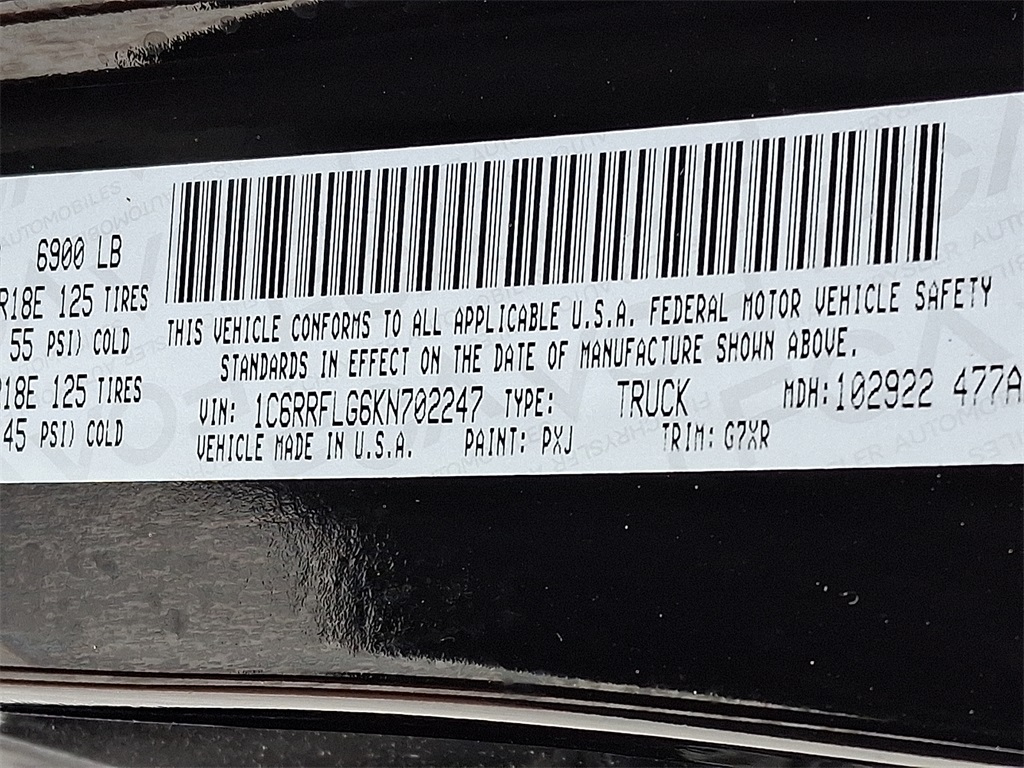 6900 LB
R18E 125 TIRES
55 PSI) COLD
R18E 125 TIRES
45 PSI) COLD
THIS VEHICLE CONFORMS TO ALL APPLICABLE U.S.A. FEDERAL MOTOR VEHICLE SAFETY
STANDARDS IN EFFECT ON THE DATE OF MANUFACTURE SHOWN ABOVE.
VIN: 1C6RRFLG6KN702247 TYPE: TRUCK MDH: 102922 477A
VEHICLE MADE IN U.S.A. PAINT: PXJ TRIM: G7XR